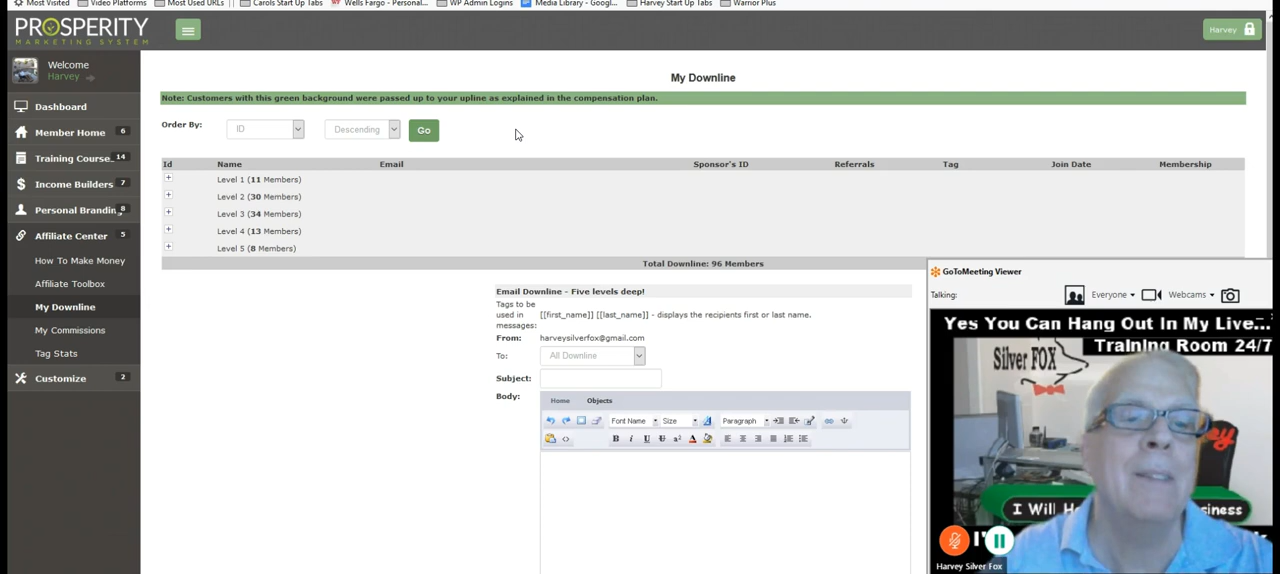 Most Visited Video Platforms Most Used URLs Carols Start Up Tabs Wells Fargo - Personal... WP Admin Logins Media Library - Googl... Harvey Start Up Tabs Warrior Plus
PROSPERITY
MARKETING SYSTEM
Harvey
Welcome
Harvey
Dashboard
Member Home 6
Training Course.. 14
Income Builders 7
Personal Branding 8
Affiliate Center 5
How To Make Money
Affiliate Toolbox
My Downline
My Commissions
Tag Stats
Customize 2
My Downline
Note: Customers with this green background were passed up to your upline as explained in the compensation plan.
Order By: ID Descending Go
Id Name Email Sponsor's ID Referrals Tag Join Date Membership
+ Level 1 (11 Members)
+ Level 2 (30 Members)
+ Level 3 (34 Members)
+ Level 4 (13 Members)
+ Level 5 (8 Members)
Total Downline: 96 Members
Email Downline - Five levels deep!
Tags to be
used in
messages:
[[first_name]] [[last_name]] - displays the recipients first or last name.
From: harveysilverfox@gmail.com
To: All Downline
Subject:
Body:
Home Objects
Font Name Size Paragraph
B I U
GoToMeeting Viewer
Talking: Everyone Webcams
Yes You Can Hang Out In My Live...
Training Room 24/7
Silver FOX
I Will H siness
I'
Harvey Silver Fox